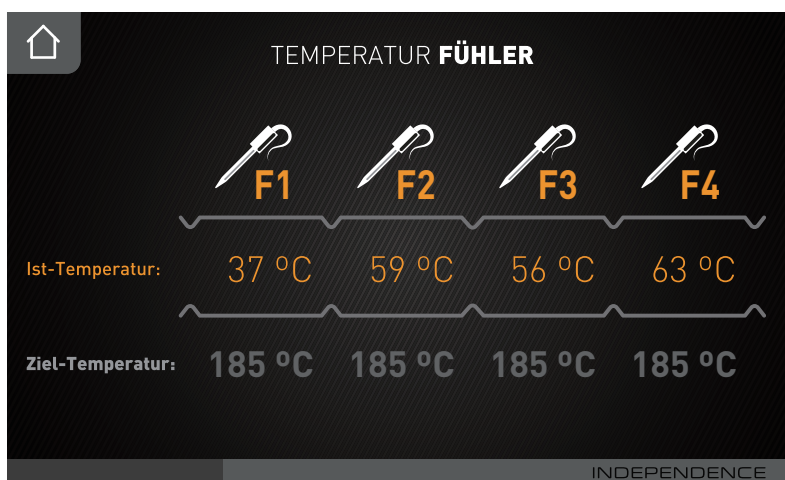 TEMPERATUR FÜHLER
F1 F2 F3 F4
Ist-Temperatur: 37 ºC 59 ºC 56 ºC 63 ºC
Ziel-Temperatur: 185 ºC 185 ºC 185 ºC 185 ºC
INDEPENDENCE